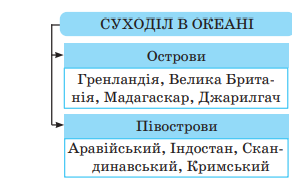 СУХОДІЛ В ОКЕАНІ
Острови
Гренландія, Велика Брита-
нія, Мадагаскар, Джарилгач
Півострови
Аравійський, Індостан, Скан-
динавський, Кримський